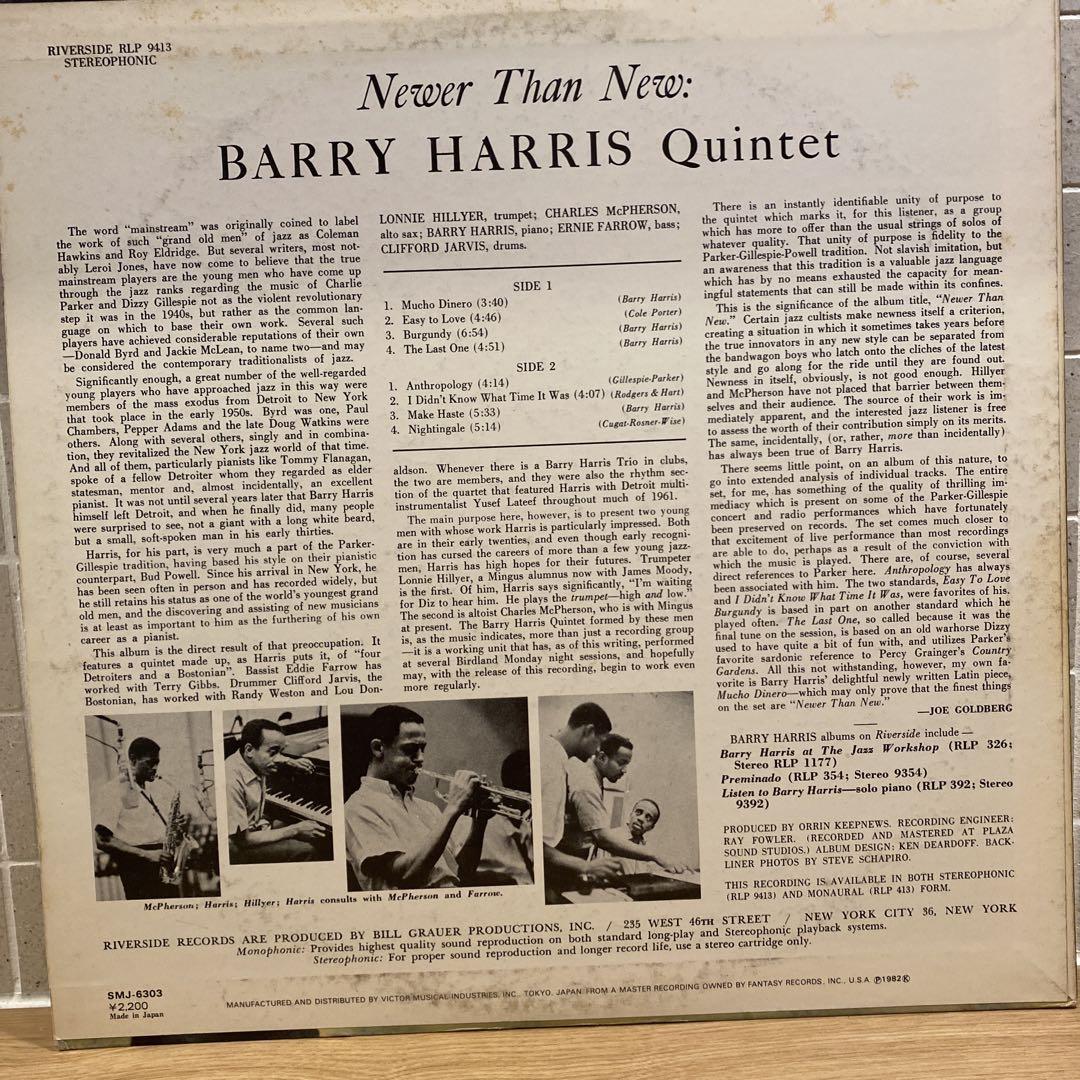 RIVERSIDE RLP 9413
STEREOPHONIC
Newer Than New:
BARRY HARRIS Quintet
The word "mainstream" was originally coined to label
the work of such "grand old men" of jazz as Coleman
Hawkins and Roy Eldridge. But several writers, most not-
ably Leroi Jones, have now come to believe that the true
mainstream players are the young men who have come up
through the jazz ranks regarding the music of Charlie
Parker and Dizzy Gillespie not as the violent revolutionary
step it was in the 1940s, but rather as the common lan-
guage on which to base their own work. Several such
players have achieved considerable reputations of their own
—Donald Byrd and Jackie McLean, to name two—and may
be considered the contemporary traditionalists of jazz.
Significantly enough, a great number of the well-regarded
young players who have approached jazz in this way were
members of the mass exodus from Detroit to New York
that took place in the early 1950s. Byrd was one, Paul
Chambers, Pepper Adams and the late Doug Watkins were
others. Along with several others, singly and in combina-
tion, they revitalized the New York jazz world of that time.
And all of them, particularly pianists like Tommy Flanagan,
spoke of a fellow Detroiter whom they regarded as elder
statesman, mentor and, almost incidentally, an excellent
pianist. It was not until several years later that Barry Harris
himself left Detroit, and when he finally did, many people
were surprised to see, not a giant with a long white beard,
but a small, soft-spoken man in his early thirties.
Harris, for his part, is very much a part of the Parker-
Gillespie tradition, having based his style on their pianistic
counterpart, Bud Powell. Since his arrival in New York, he
has been seen often in person and has recorded widely, but
he still retains his status as one of the world's youngest grand
old men, and the discovering and assisting of new musicians
is at least as important to him as the furthering of his own
career as a pianist.
This album is the direct result of that preoccupation. It
features a quintet made up, as Harris puts it, of "four
Detroiters and a Bostonian". Bassist Eddie Farrow has
worked with Terry Gibbs. Drummer Clifford Jarvis, the
Bostonian, has worked with Randy Weston and Lou Don-
LONNIE HILLYER, trumpet; CHARLES McPHERSON,
alto sax; BARRY HARRIS, piano; ERNIE FARROW, bass;
CLIFFORD JARVIS, drums.
SIDE 1
1. Mucho Dinero (3:40) (Barry Harris)
2. Easy to Love (4:46) (Cole Porter)
3. Burgundy (6:54) (Barry Harris)
4. The Last One (4:51) (Barry Harris)
SIDE 2
1. Anthropology (4:14) (Gillespie-Parker)
2. I Didn't Know What Time It Was (4:07) (Rodgers & Hart)
3. Make Haste (5:33) (Barry Harris)
4. Nightingale (5:14) (Cugat-Rosner-Wise)
aldson. Whenever there is a Barry Harris Trio in clubs,
the two are members, and they were also the rhythm sec-
tion of the quartet that featured Harris with Detroit multi-
instrumentalist Yusef Lateef throughout much of 1961.
The main purpose here, however, is to present two young
men with whose work Harris is particularly impressed. Both
are in their early twenties, and even though early recogni-
tion has cursed the careers of more than a few young jazz-
men, Harris has high hopes for their futures. Trumpeter
Lonnie Hillyer, a Mingus alumnus now with James Moody,
is the first. Of him, Harris says significantly, "I'm waiting
for Diz to hear him. He plays the trumpet—high and low."
The second is altoist Charles McPherson, who is with Mingus
at present. The Barry Harris Quintet formed by these men
is, as the music indicates, more than just a recording group
—it is a working unit that has, as of this writing, performed
at several Birdland Monday night sessions, and hopefully
may, with the release of this recording, begin to work even
more regularly.
There is an instantly identifiable unity of purpose to
the quintet which marks it, for this listener, as a group
which has more to offer than the usual strings of solos of
whatever quality. That unity of purpose is fidelity to the
Parker-Gillespie-Powell tradition. Not slavish imitation, but
an awareness that this tradition is a valuable jazz language
which has by no means exhausted the capacity for mean-
ingful statements that can still be made within its confines.
This is the significance of the album title, "Newer Than
New." Certain jazz cultists make newness itself a criterion,
creating a situation in which it sometimes takes years before
the true innovators in any new style can be separated from
the bandwagon boys who latch onto the cliches of the latest
style and go along for the ride until they are found out.
Newness in itself, obviously, is not good enough. Hillyer
and McPherson have not placed that barrier between them-
selves and their audience. The source of their work is im-
mediately apparent, and the interested jazz listener is free
to assess the worth of their contribution simply on its merits.
The same, incidentally, (or, rather, more than incidentally)
has always been true of Barry Harris.
There seems little point, on an album of this nature, to
go into extended analysis of individual tracks. The entire
set, for me, has something of the quality of thrilling im-
mediacy which is present on some of the Parker-Gillespie
concert and radio performances which have fortunately
been preserved on records. The set comes much closer to
that excitement of live performance than most recordings
are able to do, perhaps as a result of the conviction with
which the music is played. There are, of course, several
direct references to Parker here. Anthropology has always
been associated with him. The two standards, Easy To Love
and I Didn't Know What Time It Was, were favorites of his.
Burgundy is based in part on another standard which he
played often. The Last One, so called because it was the
final tune on the session, is based on an old warhorse Dizzy
used to have quite a bit of fun with, and utilizes Parker's
favorite sardonic reference to Percy Grainger's Country
Gardens. All this not withstanding, however, my own fa-
vorite is Barry Harris' delightful newly written Latin piece,
Mucho Dinero—which may only prove that the finest things
on the set are "Newer Than New."
—JOE GOLDBERG
BARRY HARRIS albums on Riverside include—
Barry Harris at The Jazz Workshop (RLP 326;
Stereo RLP 1177)
Preminado (RLP 354; Stereo 9354)
Listen to Barry Harris—solo piano (RLP 392; Stereo
9392)
PRODUCED BY ORRIN KEEPNEWS. RECORDING ENGINEER:
RAY FOWLER. (RECORDED AND MASTERED AT PLAZA
SOUND STUDIOS.) ALBUM DESIGN: KEN DEARDOFF. BACK-
LINER PHOTOS BY STEVE SCHAPIRO.
THIS RECORDING IS AVAILABLE IN BOTH STEREOPHONIC
(RLP 9413) AND MONAURAL (RLP 413) FORM.
McPherson; Harris; Hillyer; Harris consults with McPherson and Farrow.
RIVERSIDE RECORDS ARE PRODUCED BY BILL GRAUER PRODUCTIONS, INC. / 235 WEST 46TH STREET / NEW YORK CITY 36, NEW YORK
Monophonic: Provides highest quality sound reproduction on both standard long-play and Stereophonic playback systems.
Stereophonic: For proper sound reproduction and longer record life, use a stereo cartridge only.
SMJ-6303
¥2,200
Made in Japan
MANUFACTURED AND DISTRIBUTED BY VICTOR MUSICAL INDUSTRIES, INC., TOKYO, JAPAN. FROM A MASTER RECORDING OWNED BY FANTASY RECORDS, INC., U.S.A. Ⓟ1982Ⓚ